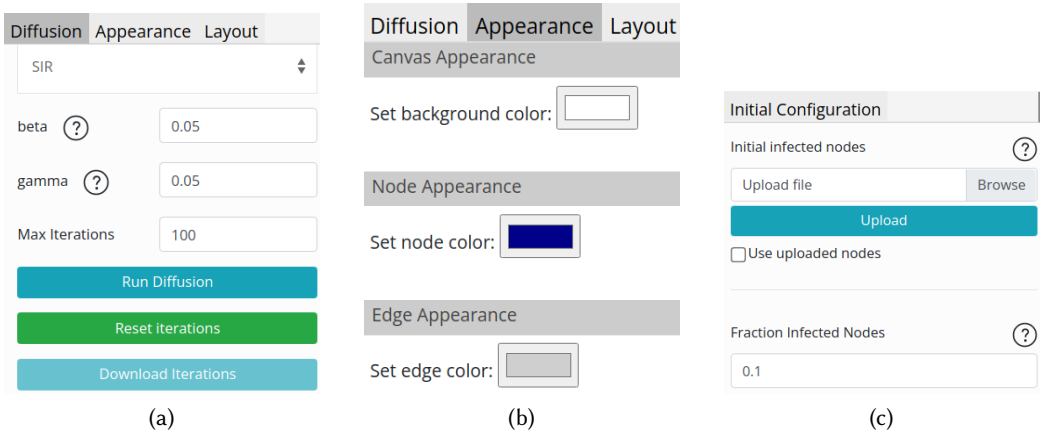 Diffusion Appearance Layout
SIR
beta ? 0.05
gamma ? 0.05
Max Iterations 100
Run Diffusion
Reset iterations
Download Iterations
(a)
Diffusion Appearance Layout
Canvas Appearance
Set background color:
Node Appearance
Set node color:
Edge Appearance
Set edge color:
(b)
Initial Configuration
Initial infected nodes ?
Upload file Browse
Upload
Use uploaded nodes
Fraction Infected Nodes ?
0.1
(c)